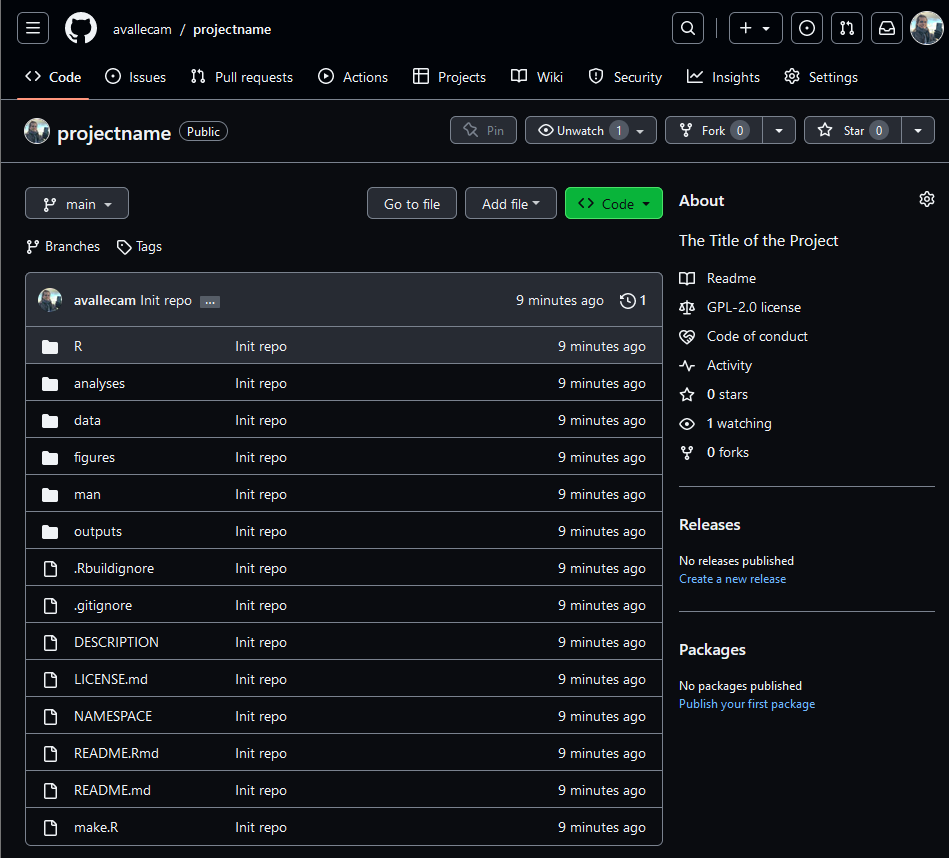 avallecam / projectname
Code Issues Pull requests Actions Projects Wiki Security Insights Settings
projectname Public Pin Unwatch 1 Fork 0 Star 0
main Go to file Add file Code
Branches Tags
avallecam Init repo ... 9 minutes ago 1
R Init repo 9 minutes ago
analyses Init repo 9 minutes ago
data Init repo 9 minutes ago
figures Init repo 9 minutes ago
man Init repo 9 minutes ago
outputs Init repo 9 minutes ago
.Rbuildignore Init repo 9 minutes ago
.gitignore Init repo 9 minutes ago
DESCRIPTION Init repo 9 minutes ago
LICENSE.md Init repo 9 minutes ago
NAMESPACE Init repo 9 minutes ago
README.Rmd Init repo 9 minutes ago
README.md Init repo 9 minutes ago
make.R Init repo 9 minutes ago
About
The Title of the Project
Readme
GPL-2.0 license
Code of conduct
Activity
0 stars
1 watching
0 forks
Releases
No releases published
Create a new release
Packages
No packages published
Publish your first package